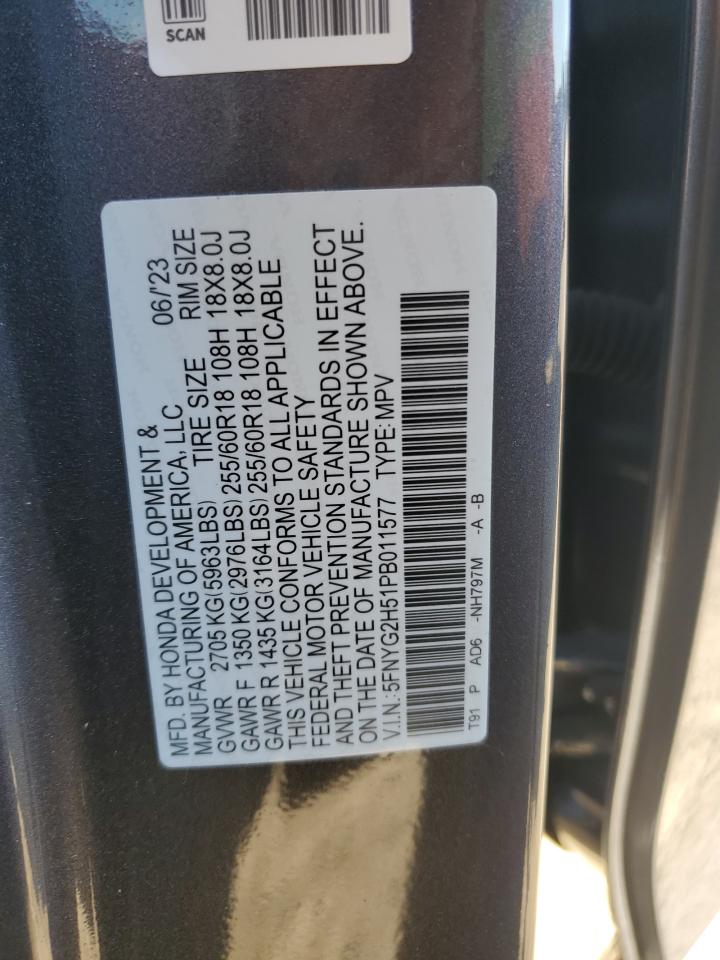 SCAN
MFD. BY HONDA DEVELOPMENT & 06/'23
MANUFACTURING OF AMERICA, LLC
GVWR 2705 KG(5963LBS) TIRE SIZE RIM SIZE
GAWR F 1350 KG(2976LBS) 255/60R18 108H 18X8.0J
GAWR R 1435 KG(3164LBS) 255/60R18 108H 18X8.0J
THIS VEHICLE CONFORMS TO ALL APPLICABLE
FEDERAL MOTOR VEHICLE SAFETY
AND THEFT PREVENTION STANDARDS IN EFFECT
ON THE DATE OF MANUFACTURE SHOWN ABOVE.
V.I.N.:5FNYG2H51PB011577 TYPE:MPV
T91 P AD6 -NH797M -A -B